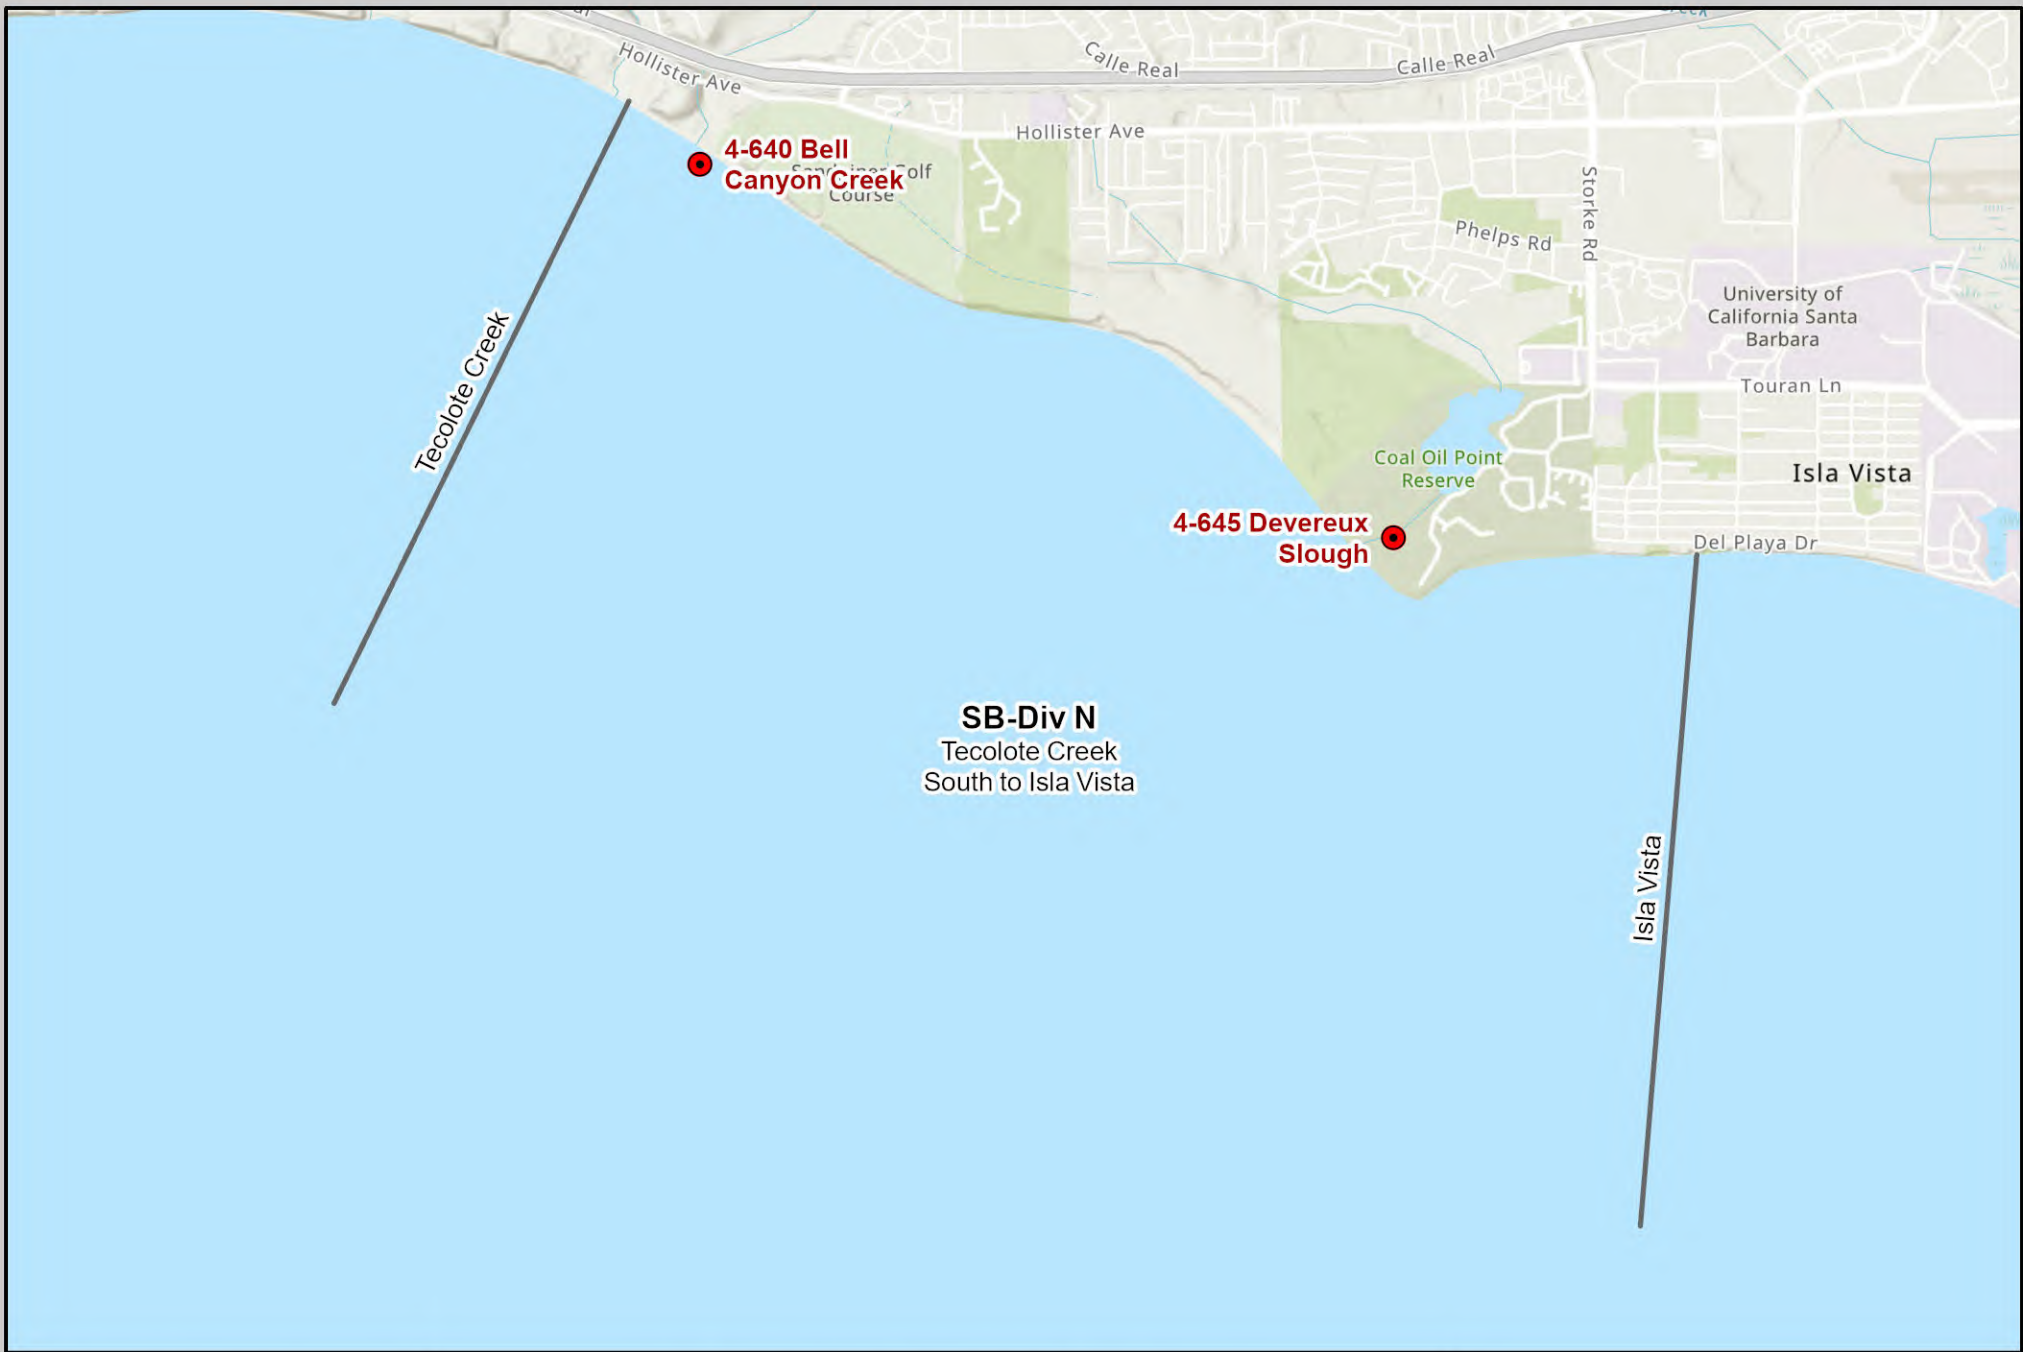 Creek
Hollister Ave
Calle Real
Calle Real
Hollister Ave
4-640 Bell
Canyon Creek
Golf
Course
Storke Rd
Phelps Rd
University of
California Santa
Barbara
Tecolote Creek
Touran Ln
Coal Oil Point
Reserve
Isla Vista
4-645 Devereux
Slough
Del Playa Dr
SB-Div N
Tecolote Creek
South to Isla Vista
Isla Vista